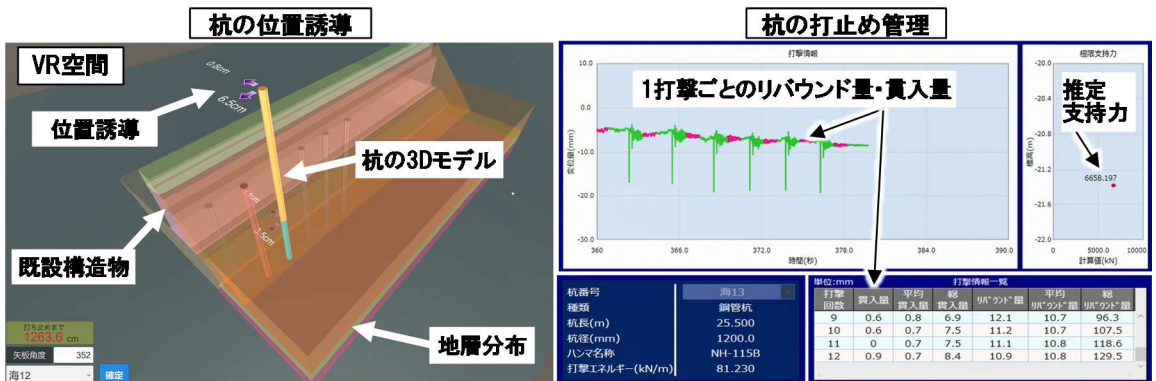 杭の位置誘導
VR空間
0.8cm
6.5cm
位置誘導
杭の3Dモデル
既設構造物
地層分布
打ち止めまで
1263.6 cm
矢板角度 352
海12 確定
杭の打止め管理
打撃情報
1打撃ごとのリバウンド量・貫入量
変位量(mm)
10.0
0.0
-10.0
-20.0
-30.0
360 366.0 372.0 378.0 384.0 390.0
時間(秒)
極限支持力
推定
支持力
標高(m)
-20.0
-20.4
-20.8
-21.2
-21.6
-22.0
6658.197
0 5000.0 10000
計算値(kN)
杭番号 海13
種類 鋼管杭
杭長(m) 25.500
杭径(mm) 1200.0
ハンマ名称 NH-115B
打撃エネルギー(kN/m) 81.230
単位:mm 打撃情報一覧
打撃回数 貫入量 平均貫入量 総貫入量 リバウンド量 平均リバウンド量 総リバウンド量
9 0.6 0.8 6.9 12.1 10.7 96.3
10 0.6 0.7 7.5 11.2 10.7 107.5
11 0 0.7 7.5 11.1 10.8 118.6
12 0.9 0.7 8.4 10.9 10.8 129.5